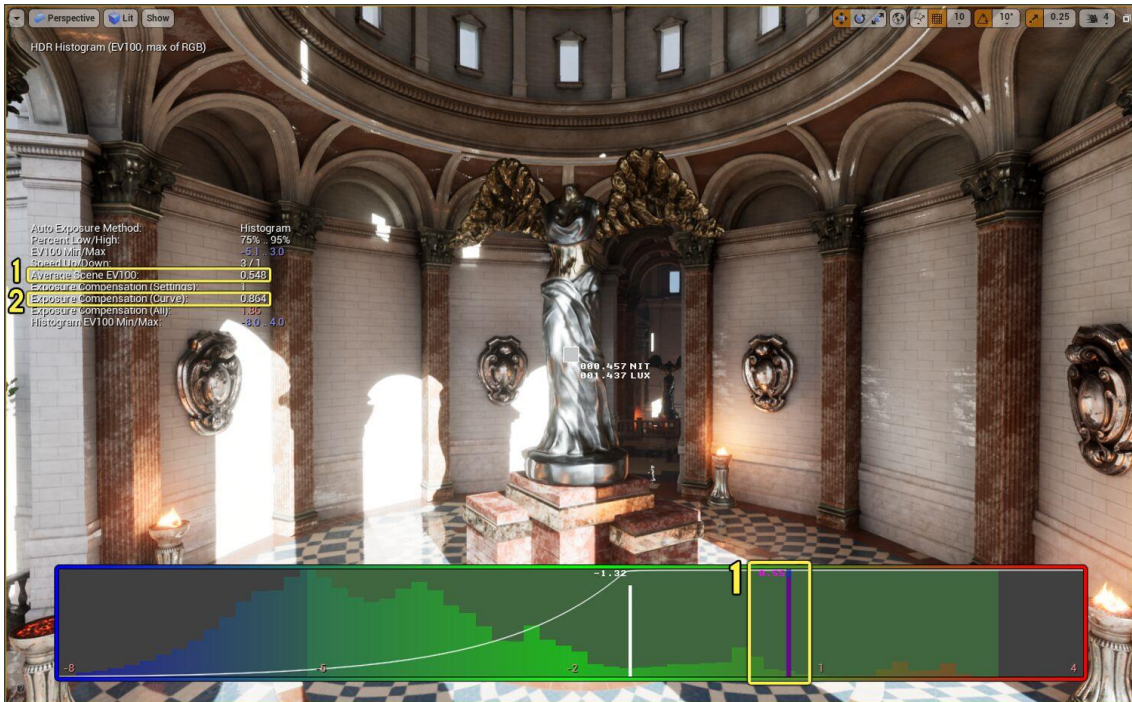 Perspective Lit Show 10 10° 0.25 4
HDR Histogram (EV100, max of RGB)
Auto Exposure Method: Histogram
Percent Low/High: 75% .. 95%
EV100 Min/Max -5.1 .. 3.0
Speed Up/Down: 3 / 1
1 Average Scene EV100: 0.548
Exposure Compensation (Settings): 1
2 Exposure Compensation (Curve): 0.864
Exposure Compensation (All): 1.86
Histogram EV100 Min/Max: -8.0 .. 4.0
000.457 NIT
001.437 LUX
-1.32 1 0.55
-8 -5 -2 1 4